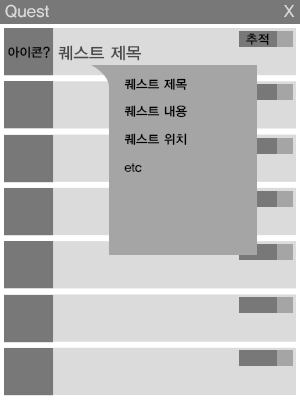 Quest X
추적
아이콘? 퀘스트 제목
퀘스트 제목
퀘스트 내용
퀘스트 위치
etc